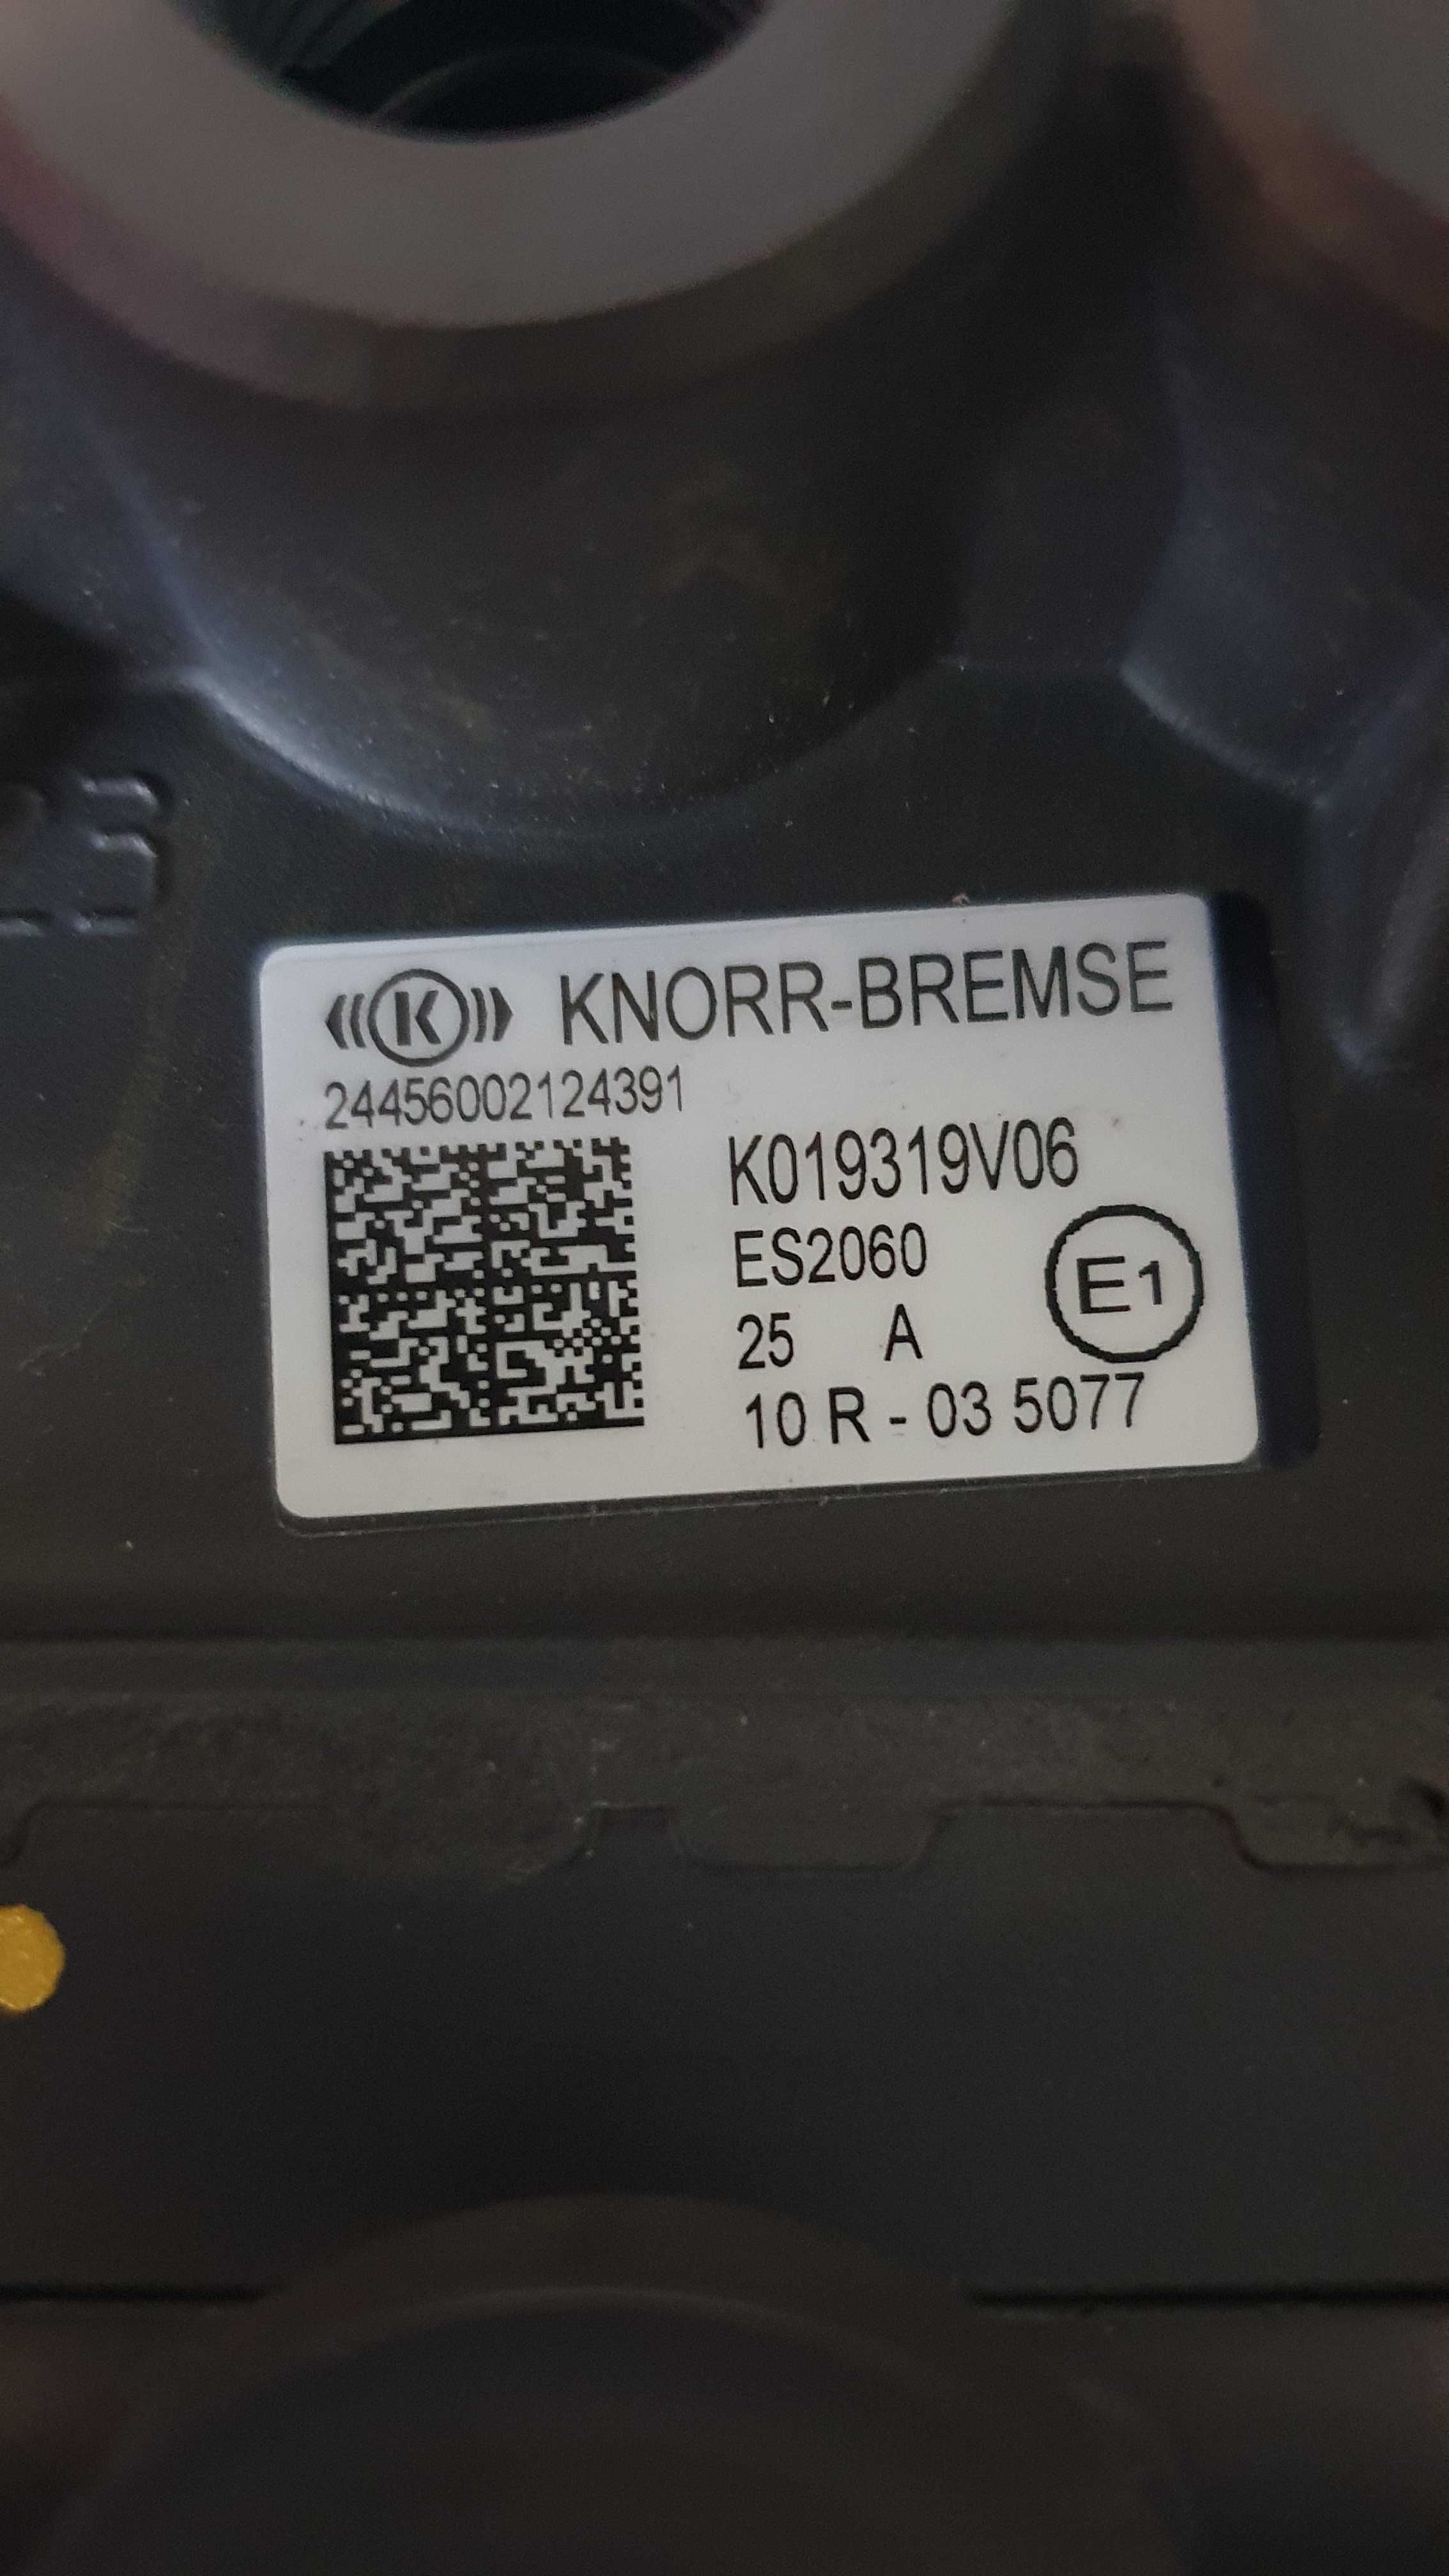 K KNORR-BREMSE
24456002124391
K019319V06
ES2060
25 A
E1
10 R - 03 5077